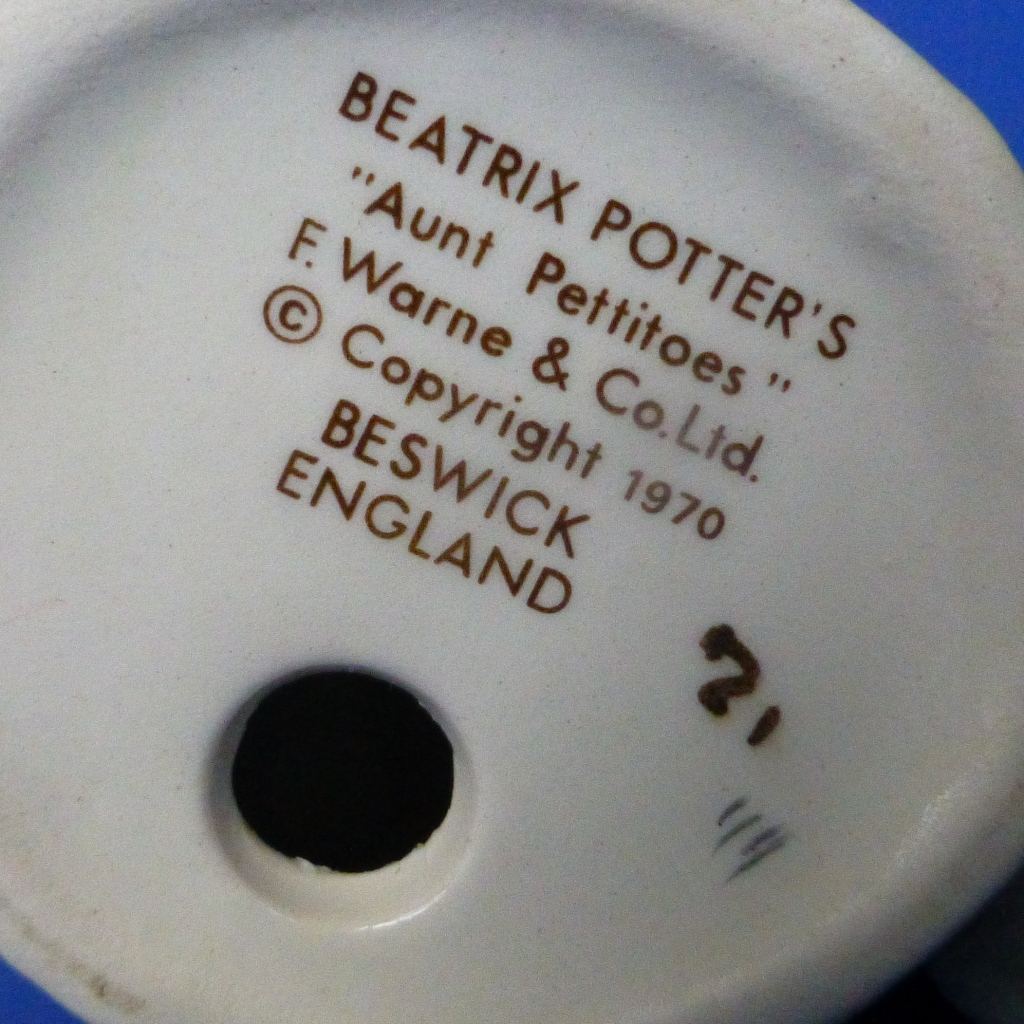 BEATRIX POTTER'S
"Aunt Pettitoes"
F. Warne & Co.Ltd.
© Copyright 1970
BESWICK
ENGLAND
21